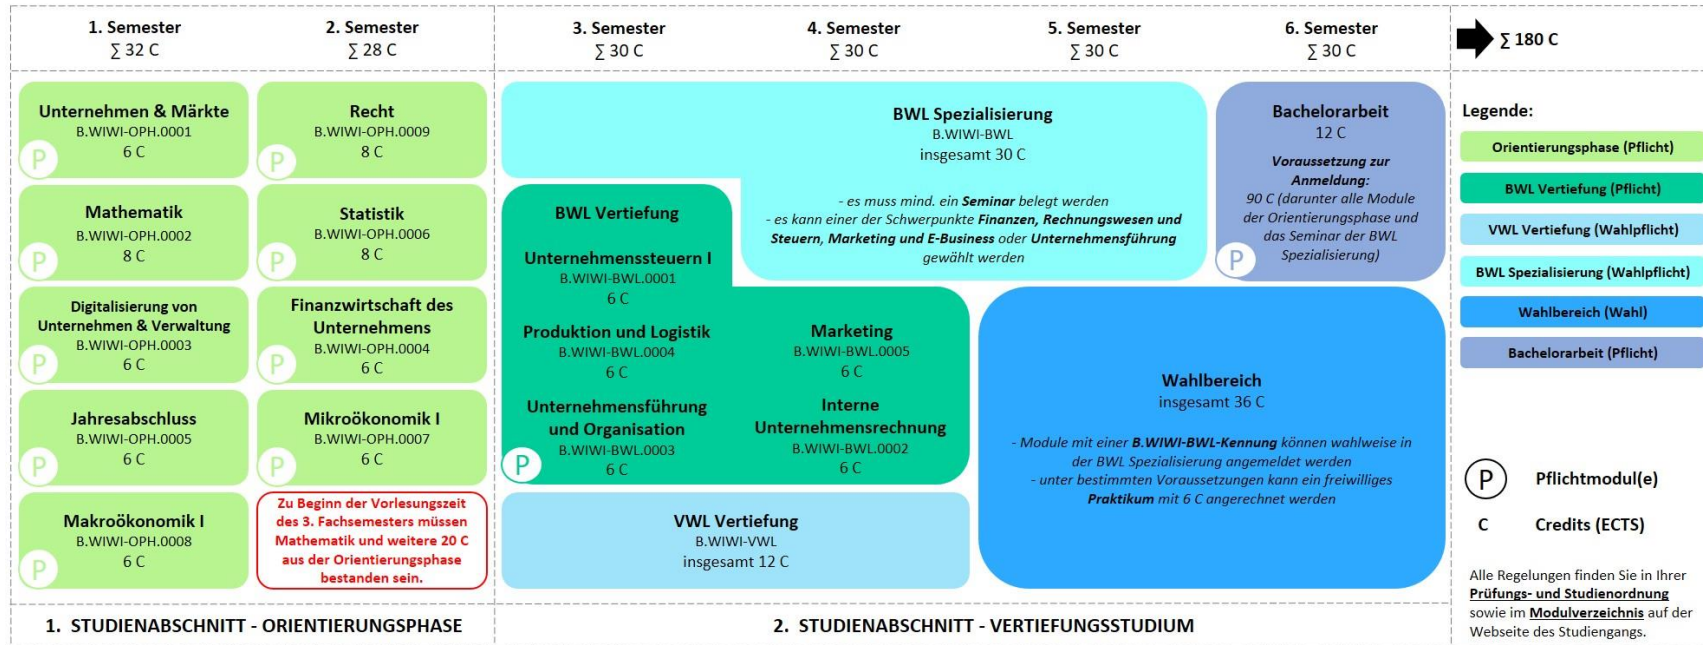 1. Semester
∑ 32 C
2. Semester
∑ 28 C
3. Semester
∑ 30 C
4. Semester
∑ 30 C
5. Semester
∑ 30 C
6. Semester
∑ 30 C
∑ 180 C
Unternehmen & Märkte
B.WIWI-OPH.0001
6 C
P
Mathematik
B.WIWI-OPH.0002
8 C
P
Digitalisierung von
Unternehmen & Verwaltung
B.WIWI-OPH.0003
6 C
P
Jahresabschluss
B.WIWI-OPH.0005
6 C
P
Makroökonomik I
B.WIWI-OPH.0008
6 C
P
Recht
B.WIWI-OPH.0009
8 C
P
Statistik
B.WIWI-OPH.0006
8 C
P
Finanzwirtschaft des
Unternehmens
B.WIWI-OPH.0004
6 C
P
Mikroökonomik I
B.WIWI-OPH.0007
6 C
P
Zu Beginn der Vorlesungszeit
des 3. Fachsemesters müssen
Mathematik und weitere 20 C
aus der Orientierungsphase
bestanden sein.
BWL Spezialisierung
B.WIWI-BWL
insgesamt 30 C
- es muss mind. ein Seminar belegt werden
- es kann einer der Schwerpunkte Finanzen, Rechnungswesen und
Steuern, Marketing und E-Business oder Unternehmensführung
gewählt werden
BWL Vertiefung
Unternehmenssteuern I
B.WIWI-BWL.0001
6 C
Produktion und Logistik
B.WIWI-BWL.0004
6 C
Unternehmensführung
und Organisation
B.WIWI-BWL.0003
6 C
P
Marketing
B.WIWI-BWL.0005
6 C
Interne
Unternehmensrechnung
B.WIWI-BWL.0002
6 C
VWL Vertiefung
B.WIWI-VWL
insgesamt 12 C
Bachelorarbeit
12 C
Voraussetzung zur
Anmeldung:
90 C (darunter alle Module
der Orientierungsphase und
das Seminar der BWL
Spezialisierung)
P
Wahlbereich
insgesamt 36 C
- Module mit einer B.WIWI-BWL-Kennung können wahlweise in
der BWL Spezialisierung angemeldet werden
- unter bestimmten Voraussetzungen kann ein freiwilliges
Praktikum mit 6 C angerechnet werden
Legende:
Orientierungsphase (Pflicht)
BWL Vertiefung (Pflicht)
VWL Vertiefung (Wahlpflicht)
BWL Spezialisierung (Wahlpflicht)
Wahlbereich (Wahl)
Bachelorarbeit (Pflicht)
P Pflichtmodul(e)
C Credits (ECTS)
Alle Regelungen finden Sie in Ihrer
Prüfungs- und Studienordnung
sowie im Modulverzeichnis auf der
Webseite des Studiengangs.
1. STUDIENABSCHNITT - ORIENTIERUNGSPHASE
2. STUDIENABSCHNITT - VERTIEFUNGSSTUDIUM